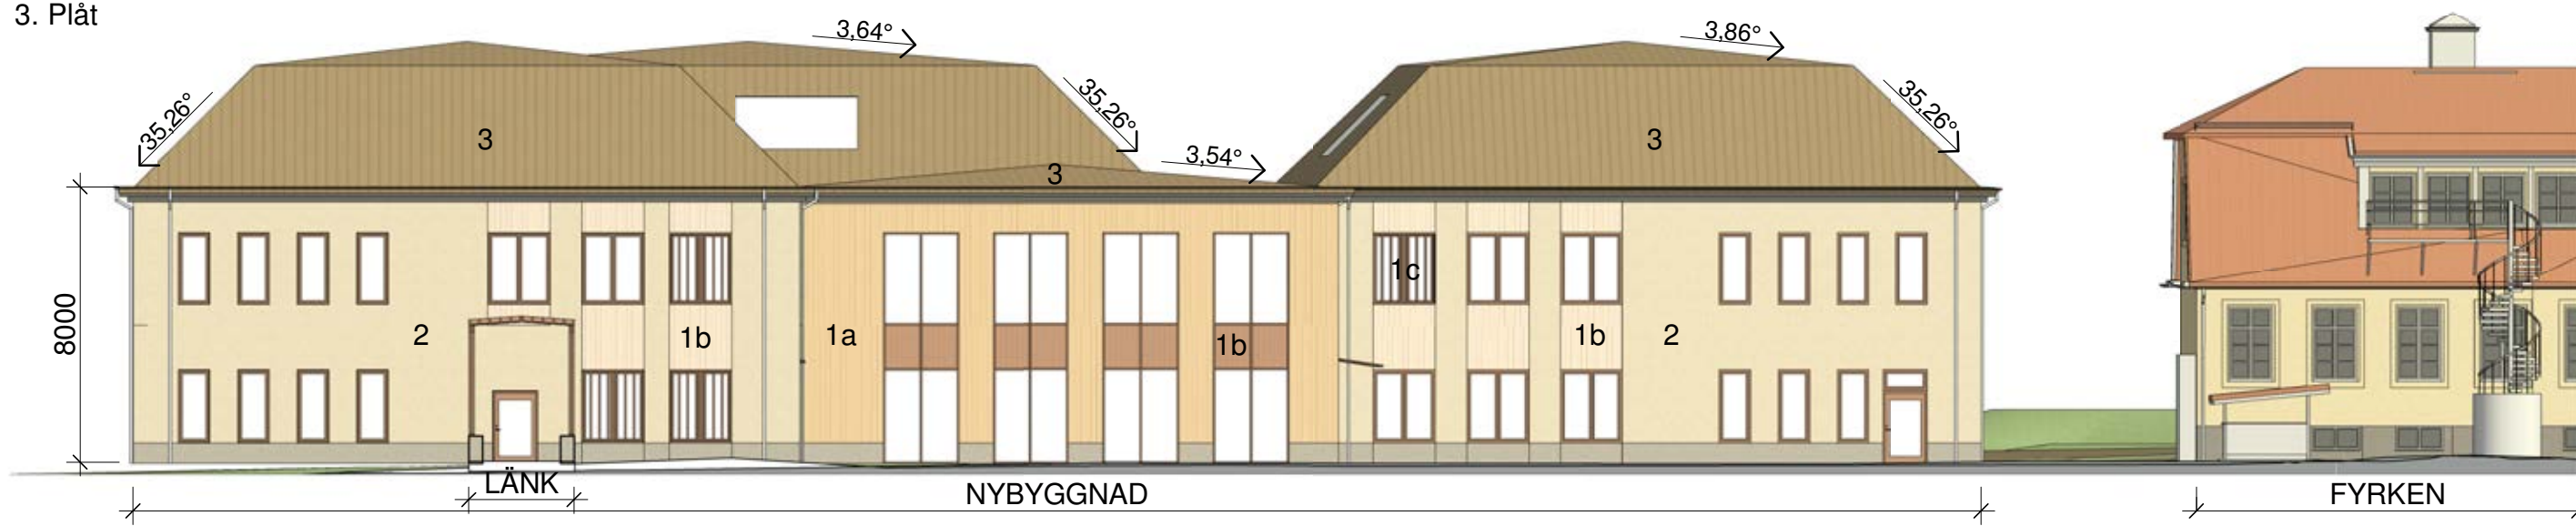 3. Plåt
3,64°
3,86°
35,26°
35,26°
35,26°
3
3
3,54°
3
8000
2
1b
1a
1b
1c
1b
2
LÄNK
NYBYGGNAD
FYRKEN